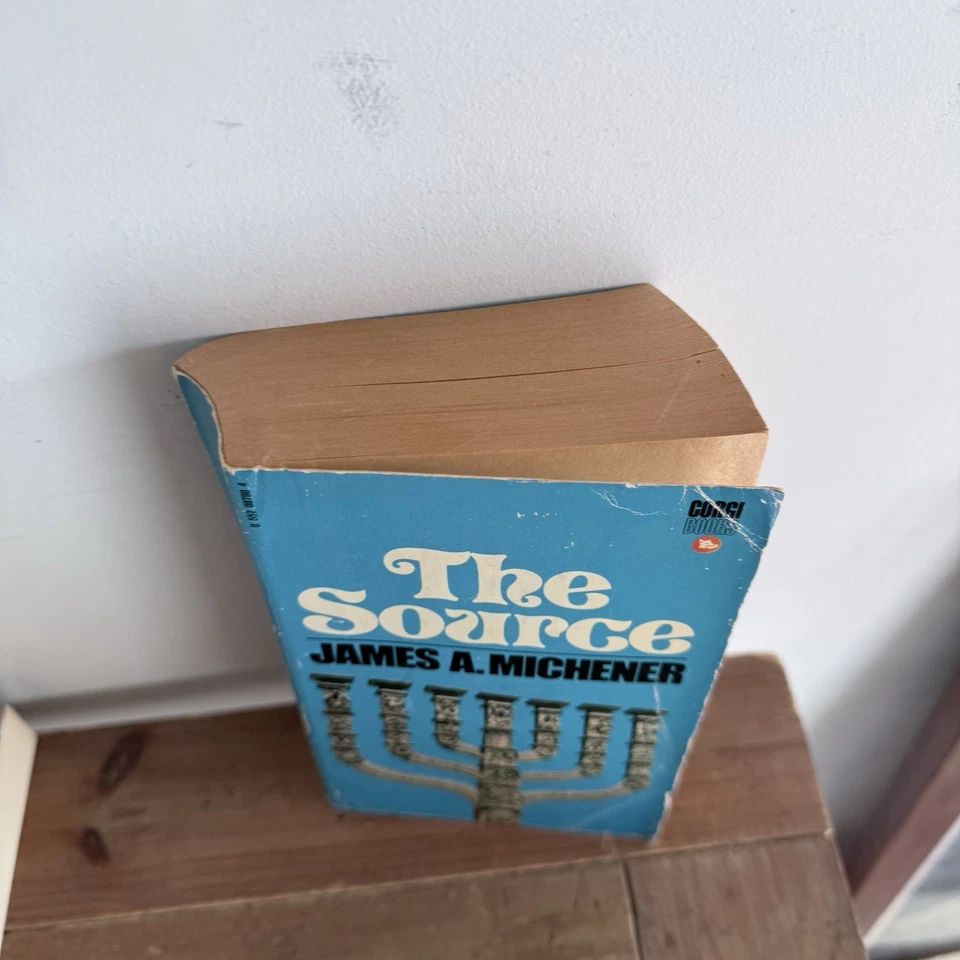 CORGI
BOOKS
The
Source
JAMES A. MICHENER